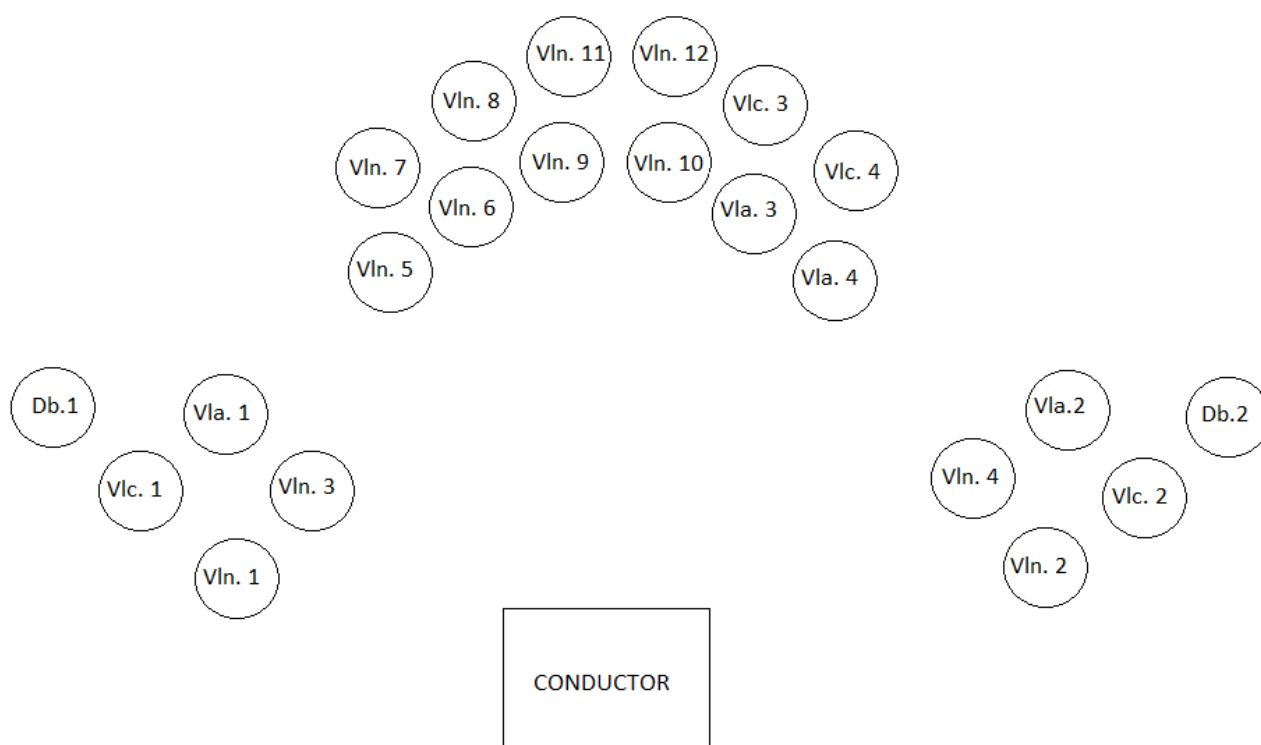 Vln. 11
Vln. 12
Vln. 8
Vlc. 3
Vln. 7
Vln. 9
Vln. 10
Vlc. 4
Vln. 6
Vla. 3
Vln. 5
Vla. 4
Db.1
Vla. 1
Vla.2
Db.2
Vlc. 1
Vln. 3
Vln. 4
Vlc. 2
Vln. 1
Vln. 2
CONDUCTOR